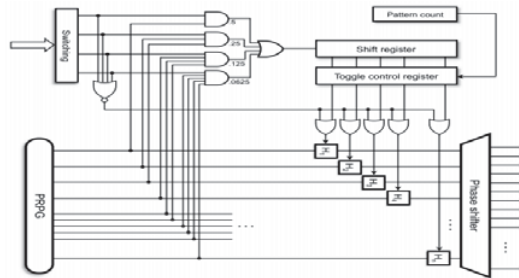 Pattern count
.5
Shift register
Switching
.25
.125
Toggle control register
.0625
H
H
H
H
PRPG
Phase shifter
H